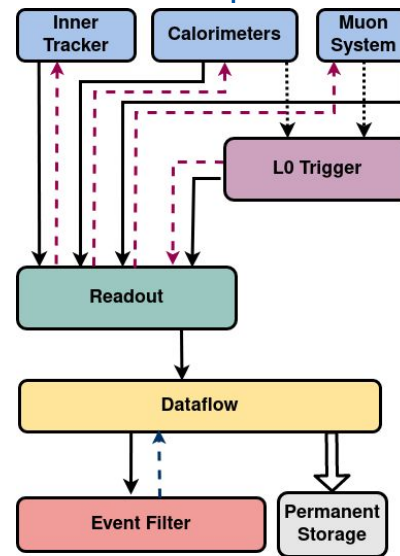 Inner
Tracker
Calorimeters
Muon
System
L0 Trigger
Readout
Dataflow
Event Filter
Permanent
Storage